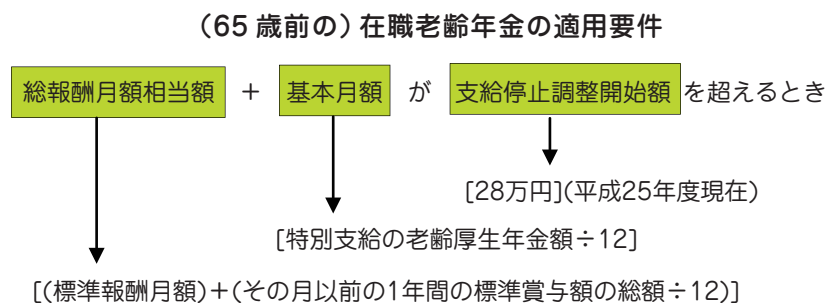 (65歳前の)在職老齢年金の適用要件
総報酬月額相当額 + 基本月額 が 支給停止調整開始額 を超えるとき
[28万円](平成25年度現在)
[特別支給の老齢厚生年金額÷12]
[(標準報酬月額)+(その月以前の1年間の標準賞与額の総額÷12)]